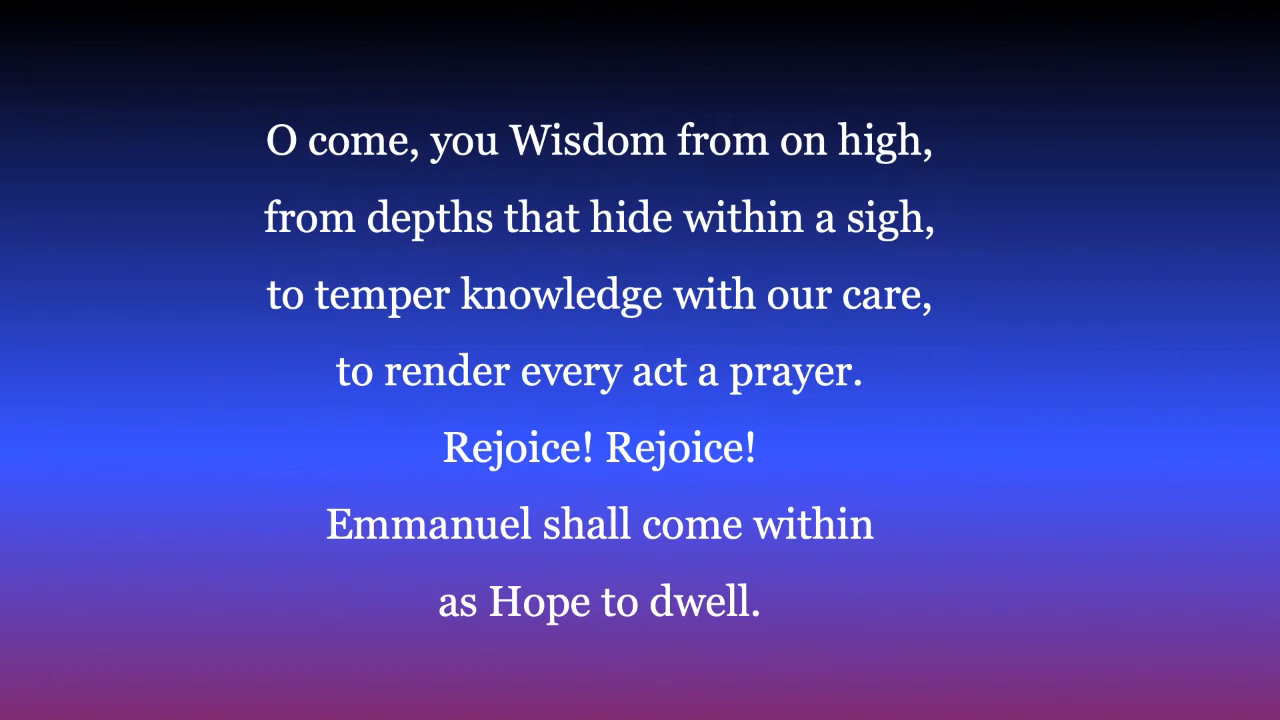 O come, you Wisdom from on high,
from depths that hide within a sigh,
to temper knowledge with our care,
to render every act a prayer.
Rejoice! Rejoice!
Emmanuel shall come within
as Hope to dwell.